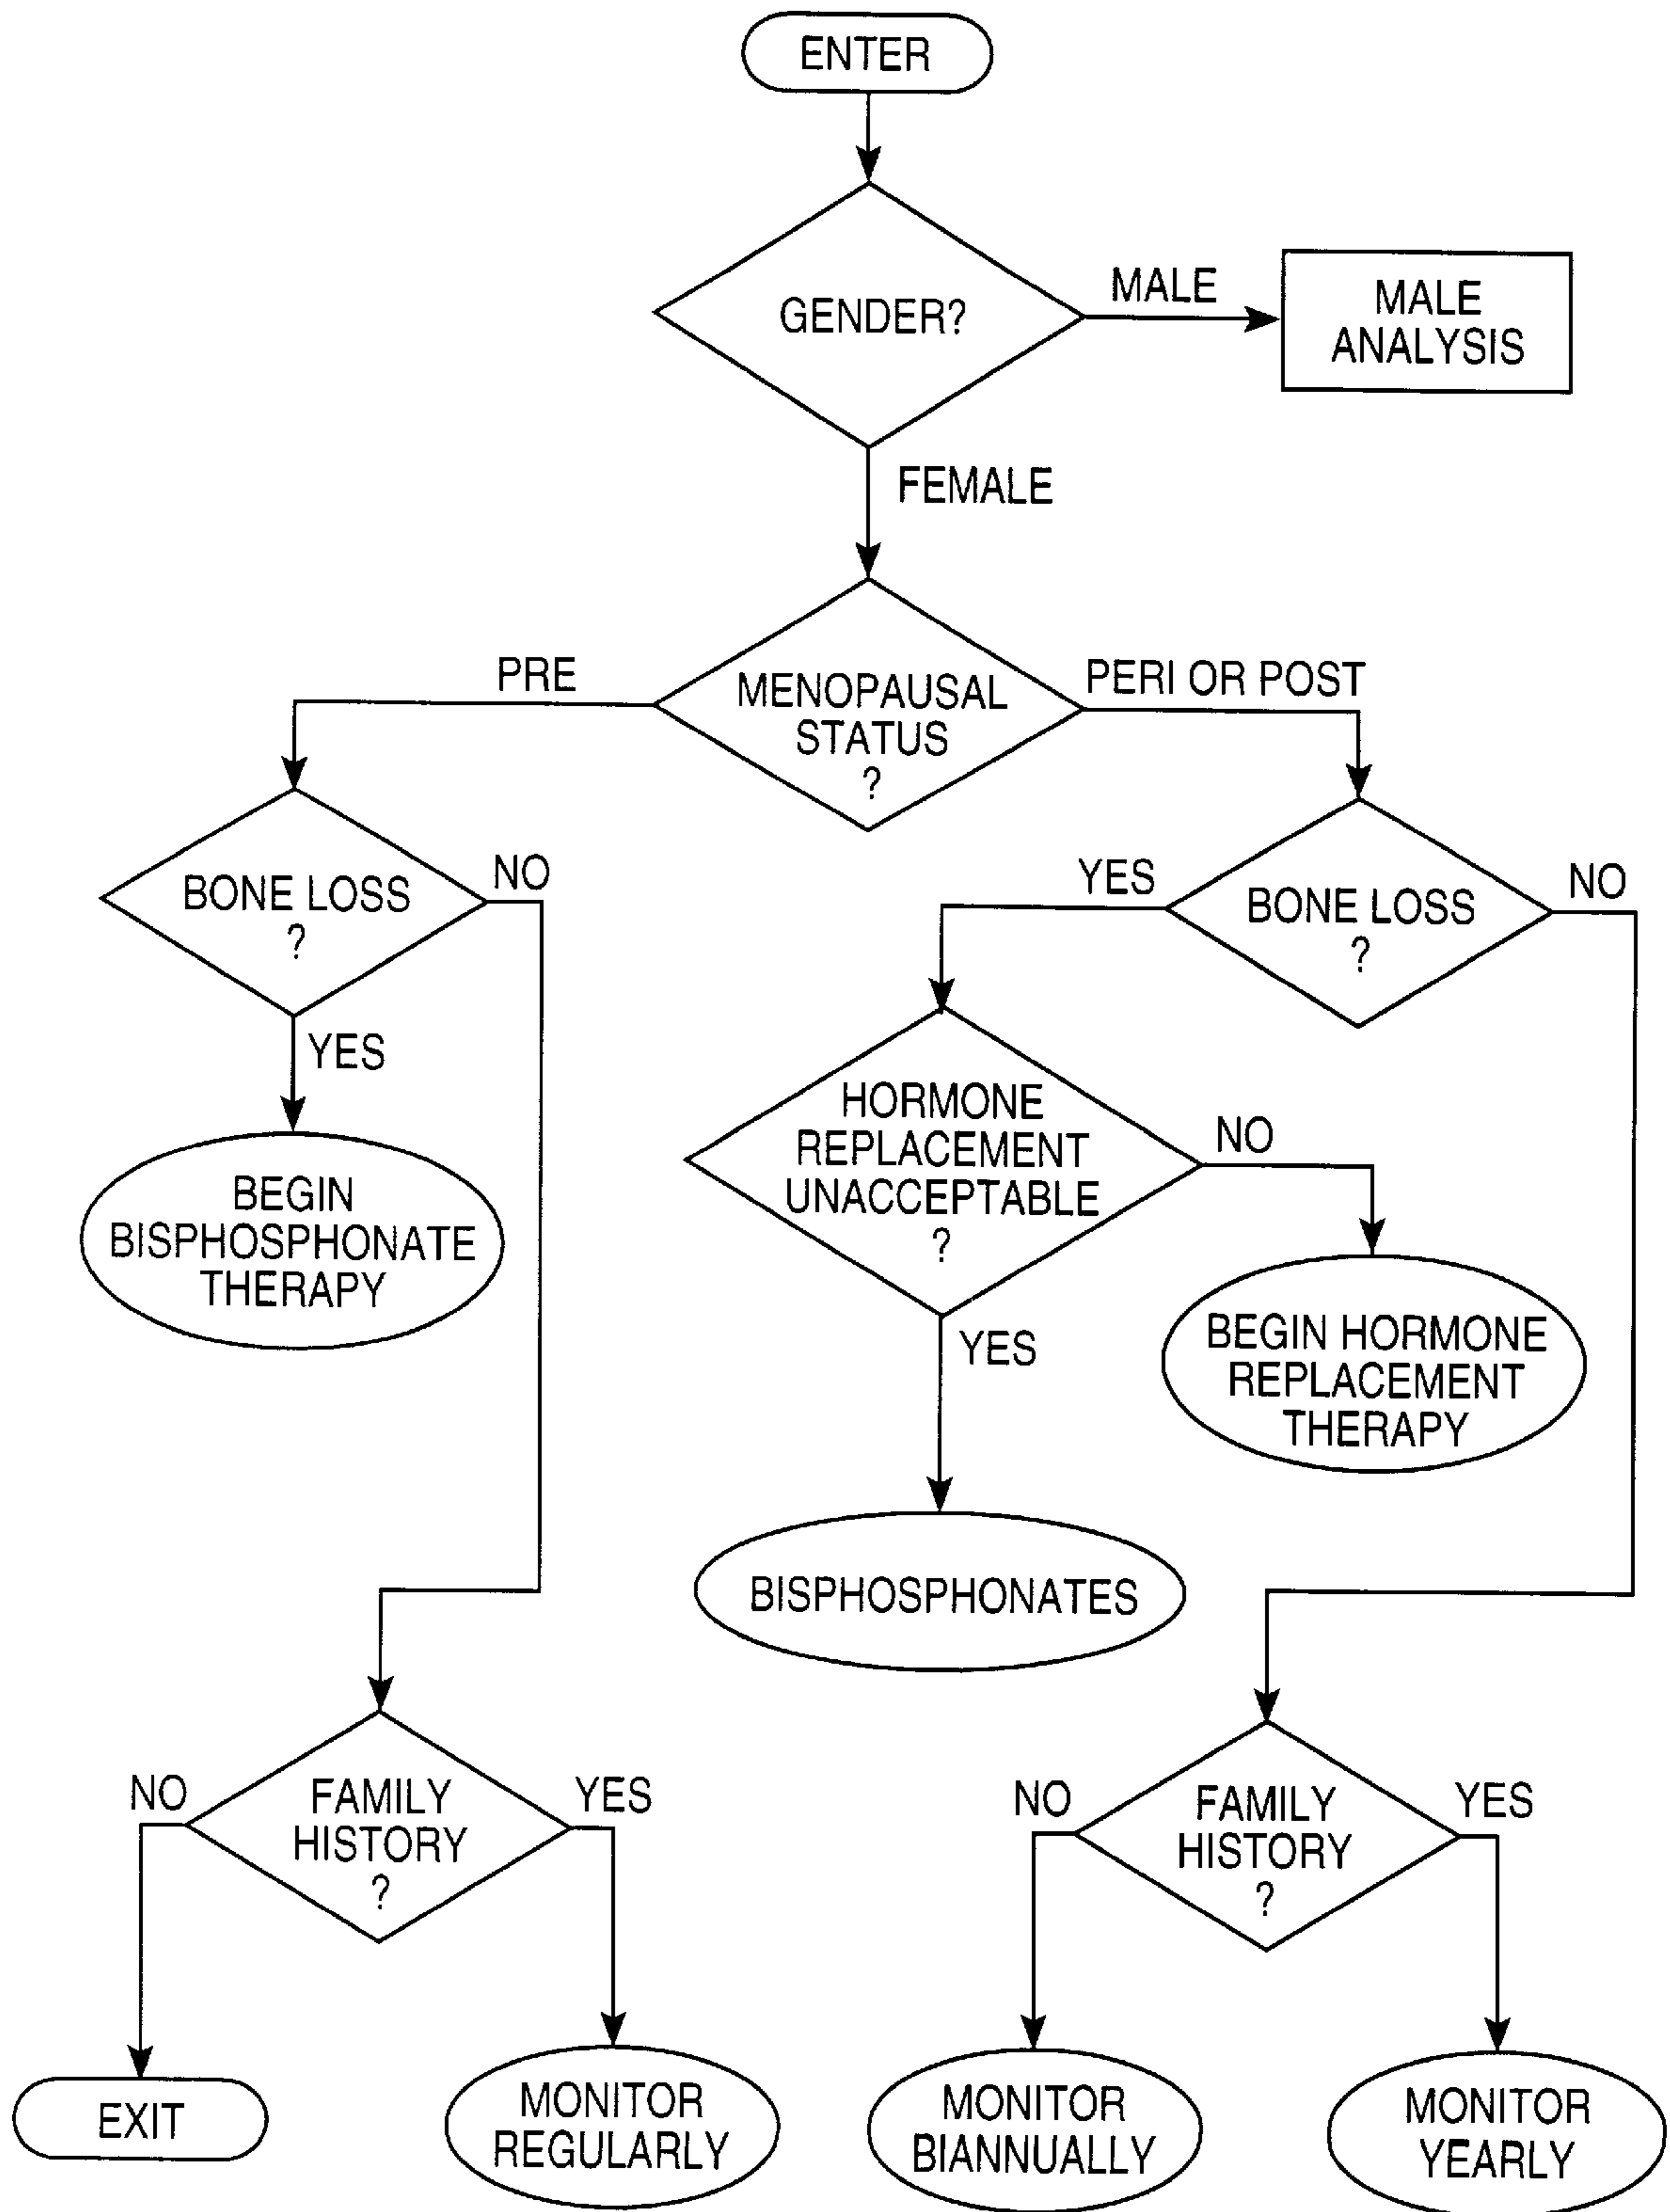 ENTER
GENDER?
MALE
MALE
ANALYSIS
FEMALE
PRE
MENOPAUSAL
STATUS
?
PERI OR POST
BONE LOSS
?
NO
YES
BONE LOSS
?
NO
YES
BEGIN
BISPHOSPHONATE
THERAPY
HORMONE
REPLACEMENT
UNACCEPTABLE
?
NO
YES
BEGIN HORMONE
REPLACEMENT
THERAPY
BISPHOSPHONATES
NO
FAMILY
HISTORY
?
YES
NO
FAMILY
HISTORY
?
YES
EXIT
MONITOR
REGULARLY
MONITOR
BIANNUALLY
MONITOR
YEARLY